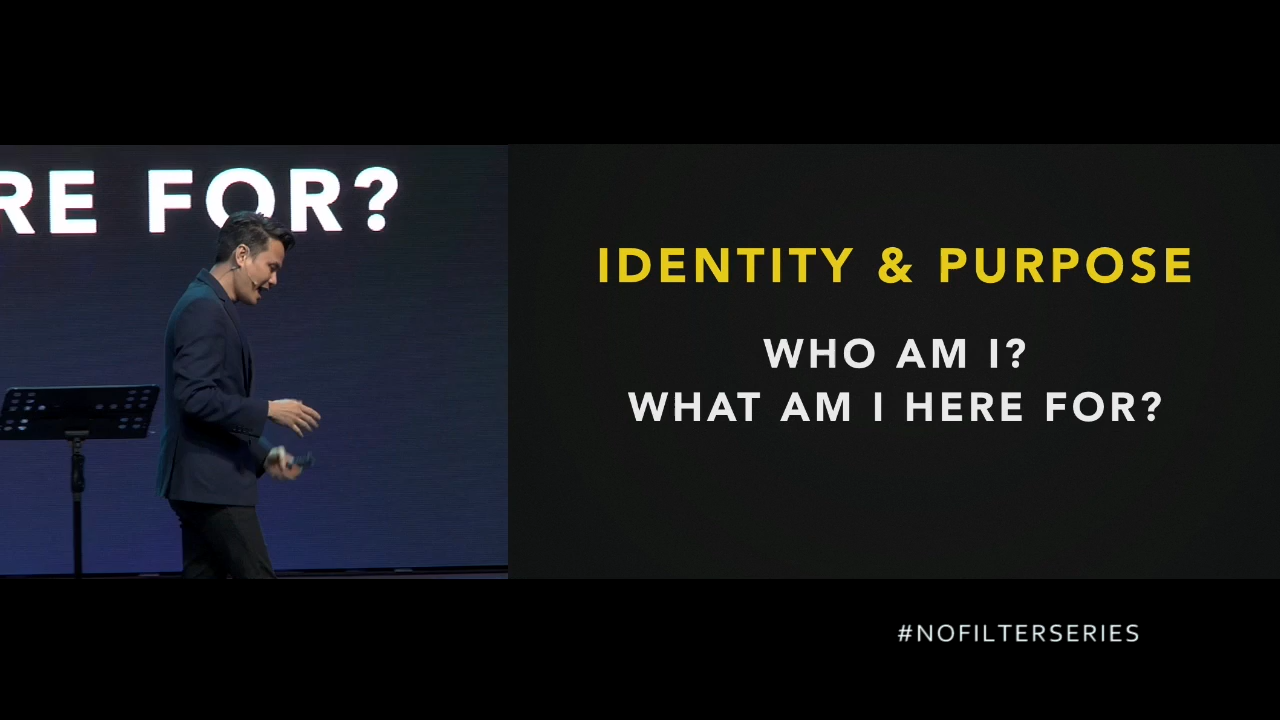 RE FOR?
IDENTITY & PURPOSE
WHO AM I?
WHAT AM I HERE FOR?
#NOFILTERSERIES